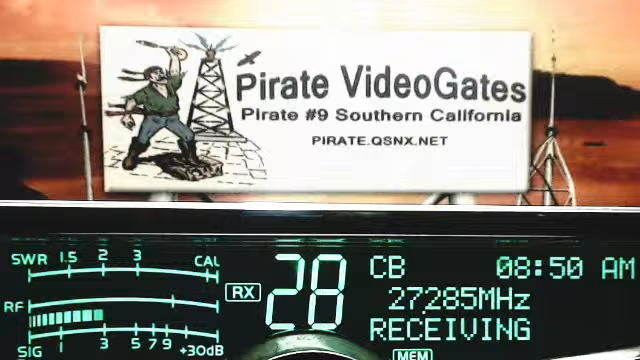 Pirate VideoGates
Pirate #9 Southern California
PIRATE.QSNX.NET
SWR 1.5 2 3 CAL
RF
SIG 1 3 5 7 9 +30dB
RX
28
CB 08:50 AM
27.285MHz
RECEIVING
MEM